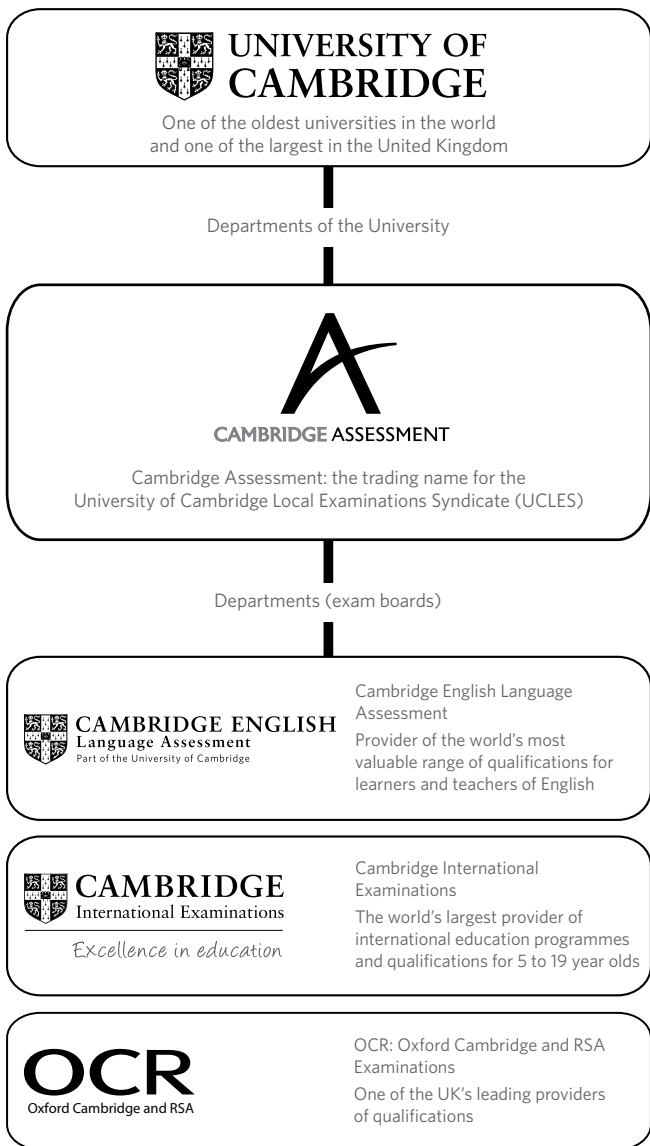 UNIVERSITY OF
CAMBRIDGE
One of the oldest universities in the world
and one of the largest in the United Kingdom
Departments of the University
CAMBRIDGE ASSESSMENT
Cambridge Assessment: the trading name for the
University of Cambridge Local Examinations Syndicate (UCLES)
Departments (exam boards)
CAMBRIDGE ENGLISH
Language Assessment
Part of the University of Cambridge
Cambridge English Language
Assessment
Provider of the world's most
valuable range of qualifications for
learners and teachers of English
CAMBRIDGE
International Examinations
Excellence in education
Cambridge International
Examinations
The world's largest provider of
international education programmes
and qualifications for 5 to 19 year olds
OCR
Oxford Cambridge and RSA
OCR: Oxford Cambridge and RSA
Examinations
One of the UK's leading providers
of qualifications